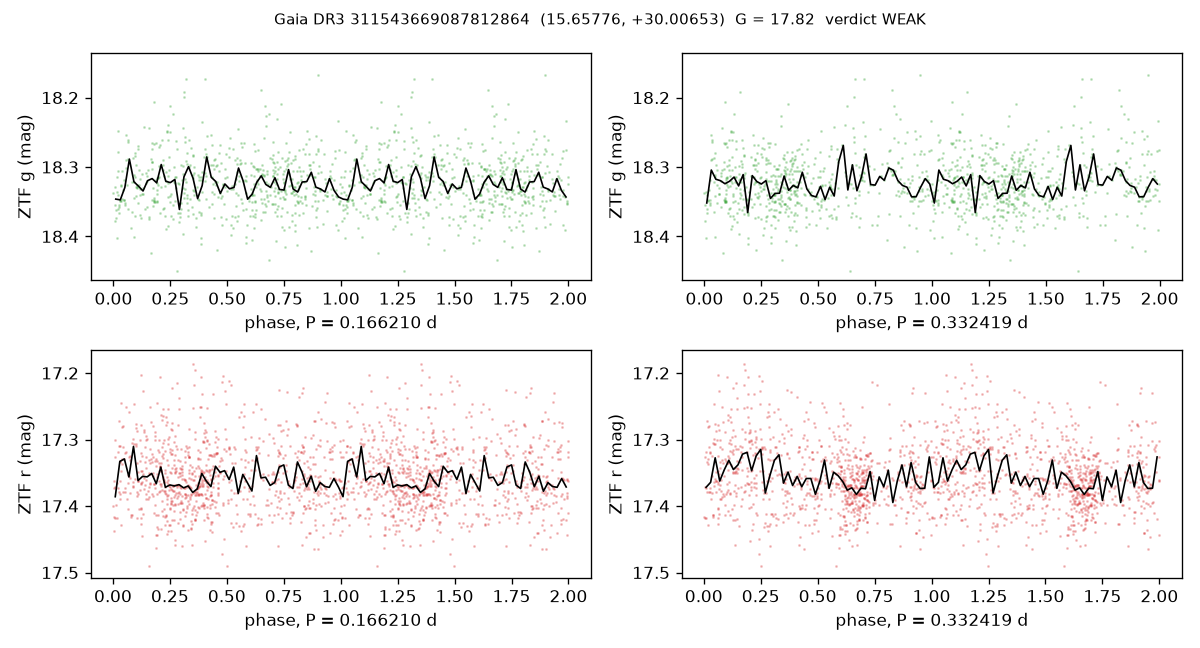 Gaia DR3 311543669087812864 (15.65776, +30.00653) G = 17.82 verdict WEAK
ZTF g (mag)
18.2
18.3
18.4
0.00 0.25 0.50 0.75 1.00 1.25 1.50 1.75 2.00
phase, P = 0.166210 d
ZTF g (mag)
18.2
18.3
18.4
0.00 0.25 0.50 0.75 1.00 1.25 1.50 1.75 2.00
phase, P = 0.332419 d
ZTF r (mag)
17.2
17.3
17.4
17.5
0.00 0.25 0.50 0.75 1.00 1.25 1.50 1.75 2.00
phase, P = 0.166210 d
ZTF r (mag)
17.2
17.3
17.4
17.5
0.00 0.25 0.50 0.75 1.00 1.25 1.50 1.75 2.00
phase, P = 0.332419 d